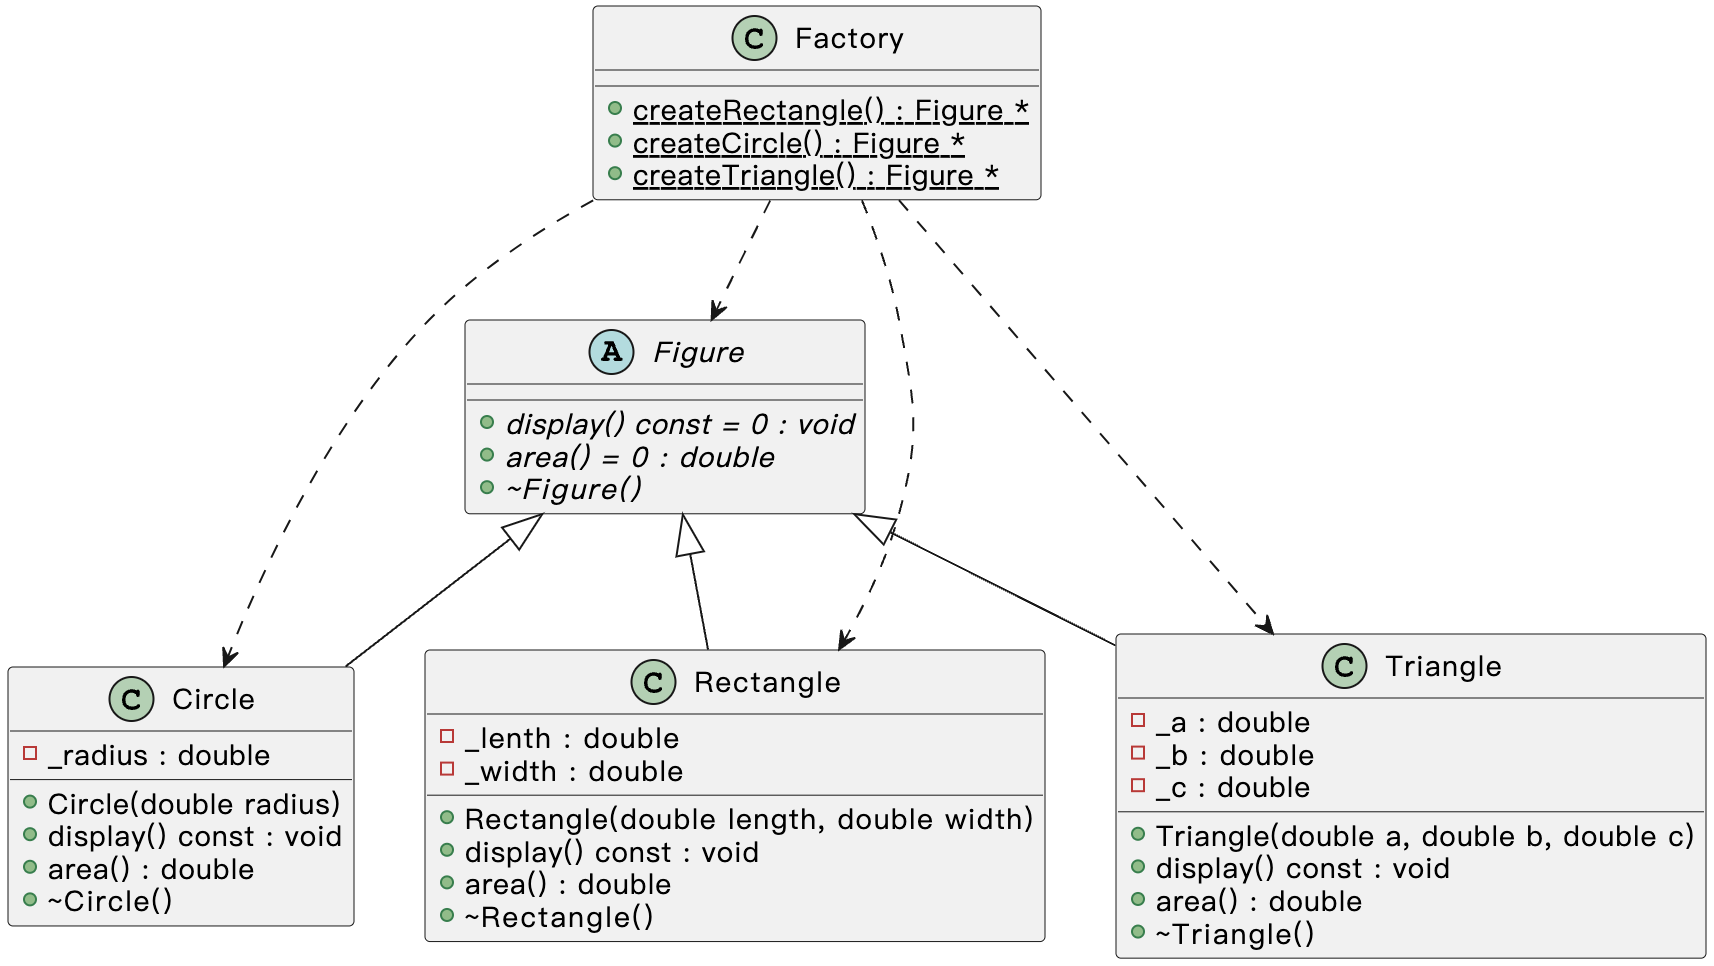 C Factory
createRectangle() : Figure *
createCircle() : Figure *
createTriangle() : Figure *
A Figure
display() const = 0 : void
area() = 0 : double
~Figure()
C Circle
_radius : double
Circle(double radius)
display() const : void
area() : double
~Circle()
C Rectangle
_lenth : double
_width : double
Rectangle(double length, double width)
display() const : void
area() : double
~Rectangle()
C Triangle
_a : double
_b : double
_c : double
Triangle(double a, double b, double c)
display() const : void
area() : double
~Triangle()